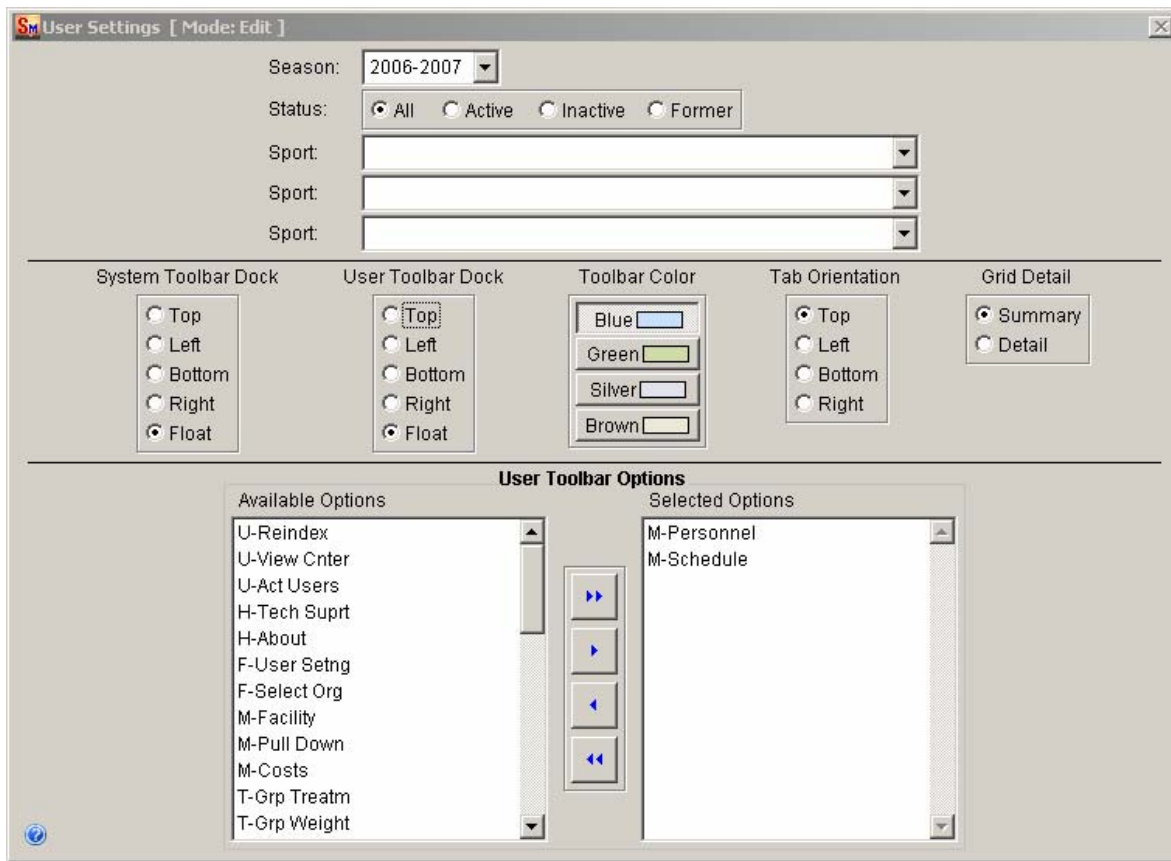 SM User Settings [ Mode: Edit ]
Season: 2006-2007
Status: All Active Inactive Former
Sport:
Sport:
Sport:
System Toolbar Dock User Toolbar Dock Toolbar Color Tab Orientation Grid Detail
Top Top Blue Top Summary
Left Left Green Left Detail
Bottom Bottom Silver Bottom
Right Right Brown Right
Float Float
User Toolbar Options
Available Options Selected Options
U-Reindex M-Personnel
U-View Cnter M-Schedule
U-Act Users
H-Tech Suprt
H-About
F-User Setng
F-Select Org
M-Facility
M-Pull Down
M-Costs
T-Grp Treatm
T-Grp Weight
?